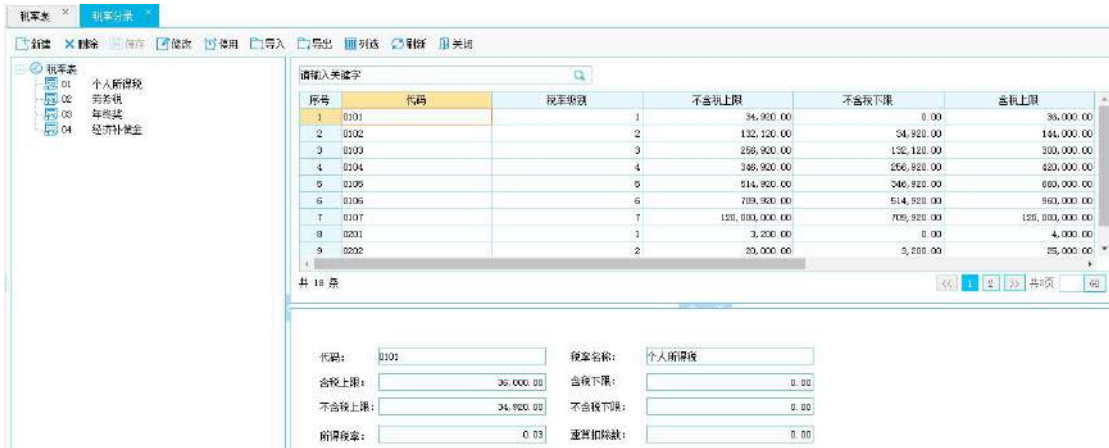 税率表 ×
税率分录 ×
新建 删除 保存 修改 停用 导入 导出 列选 刷新 关闭
税率表
01 个人所得税
02 劳务税
03 年终奖
04 经济补偿金
请输入关键字
序号 代码 税率级别 不含税上限 不含税下限 含税上限
1 0101 1 34,920.00 0.00 36,000.00
2 0102 2 132,120.00 34,920.00 144,000.00
3 0103 3 256,920.00 132,120.00 300,000.00
4 0104 4 346,920.00 256,920.00 420,000.00
5 0105 5 514,920.00 346,920.00 660,000.00
6 0106 6 709,920.00 514,920.00 960,000.00
7 0107 7 120,000,000.00 709,920.00 120,000,000.00
8 0201 1 3,200.00 0.00 4,000.00
9 0202 2 20,000.00 3,200.00 25,000.00
共 18 条
<< 1 2 >> 共2页 GO
代码: 0101 税率名称: 个人所得税
含税上限: 36,000.00 含税下限: 0.00
不含税上限: 34,920.00 不含税下限: 0.00
所得税率: 0.03 速算扣除数: 0.00